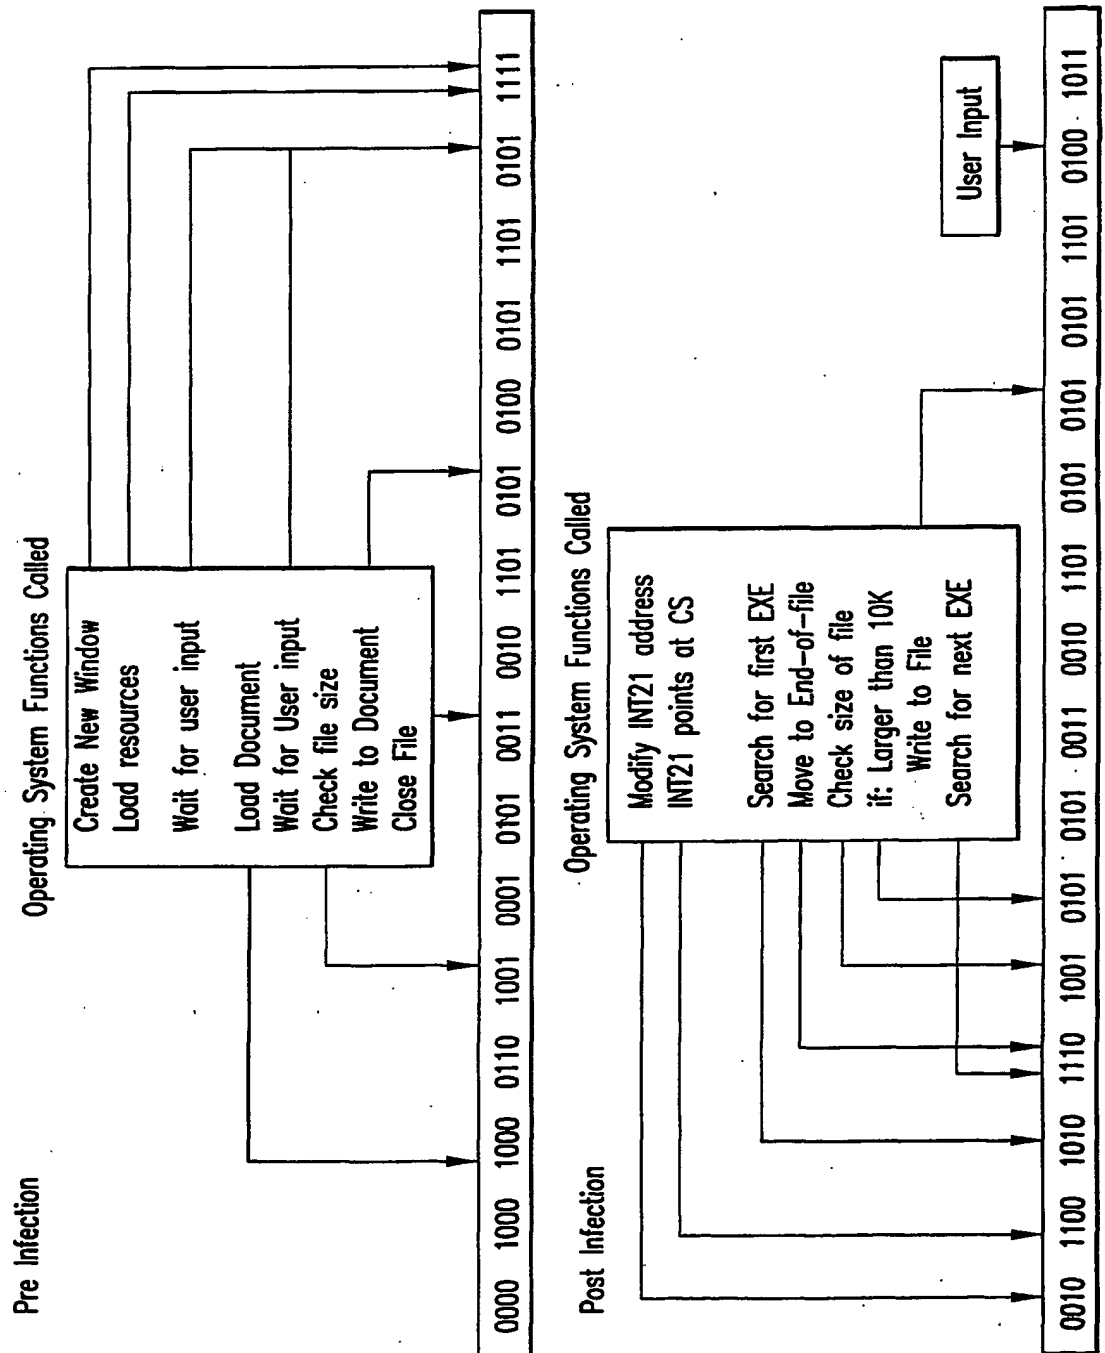 Pre Infection
Operating System Functions Called
Create New Window
Load resources
Wait for user input
Load Document
Wait for User input
Check file size
Write to Document
Close File
0000 1000 1000 0110 1001 0001 0101 0011 0010 1101 0101 0100 0101 1101 0101 1111
Post Infection
Operating System Functions Called
Modify INT21 address
INT21 points at CS
Search for first EXE
Move to End-of-file
Check size of file
if: Larger than 10K
Write to File
Search for next EXE
User Input
0010 1100 1010 1110 1001 0101 0101 0011 0010 1101 0101 0101 0101 1101 0100 1011